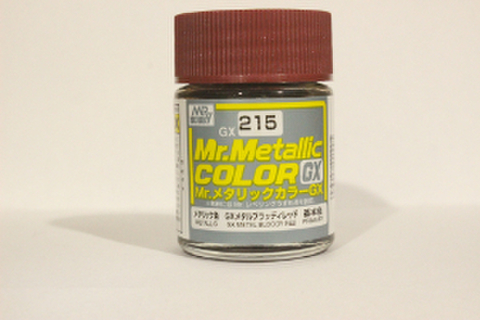 MR HOBBY
GX 215
Mr.Metallic
COLOR GX
Mr.メタリックカラーGX
メタリック色 GXメタルブラッディレッド 基本色
METALLIC GX METAL BLOODY RED PRIMARY